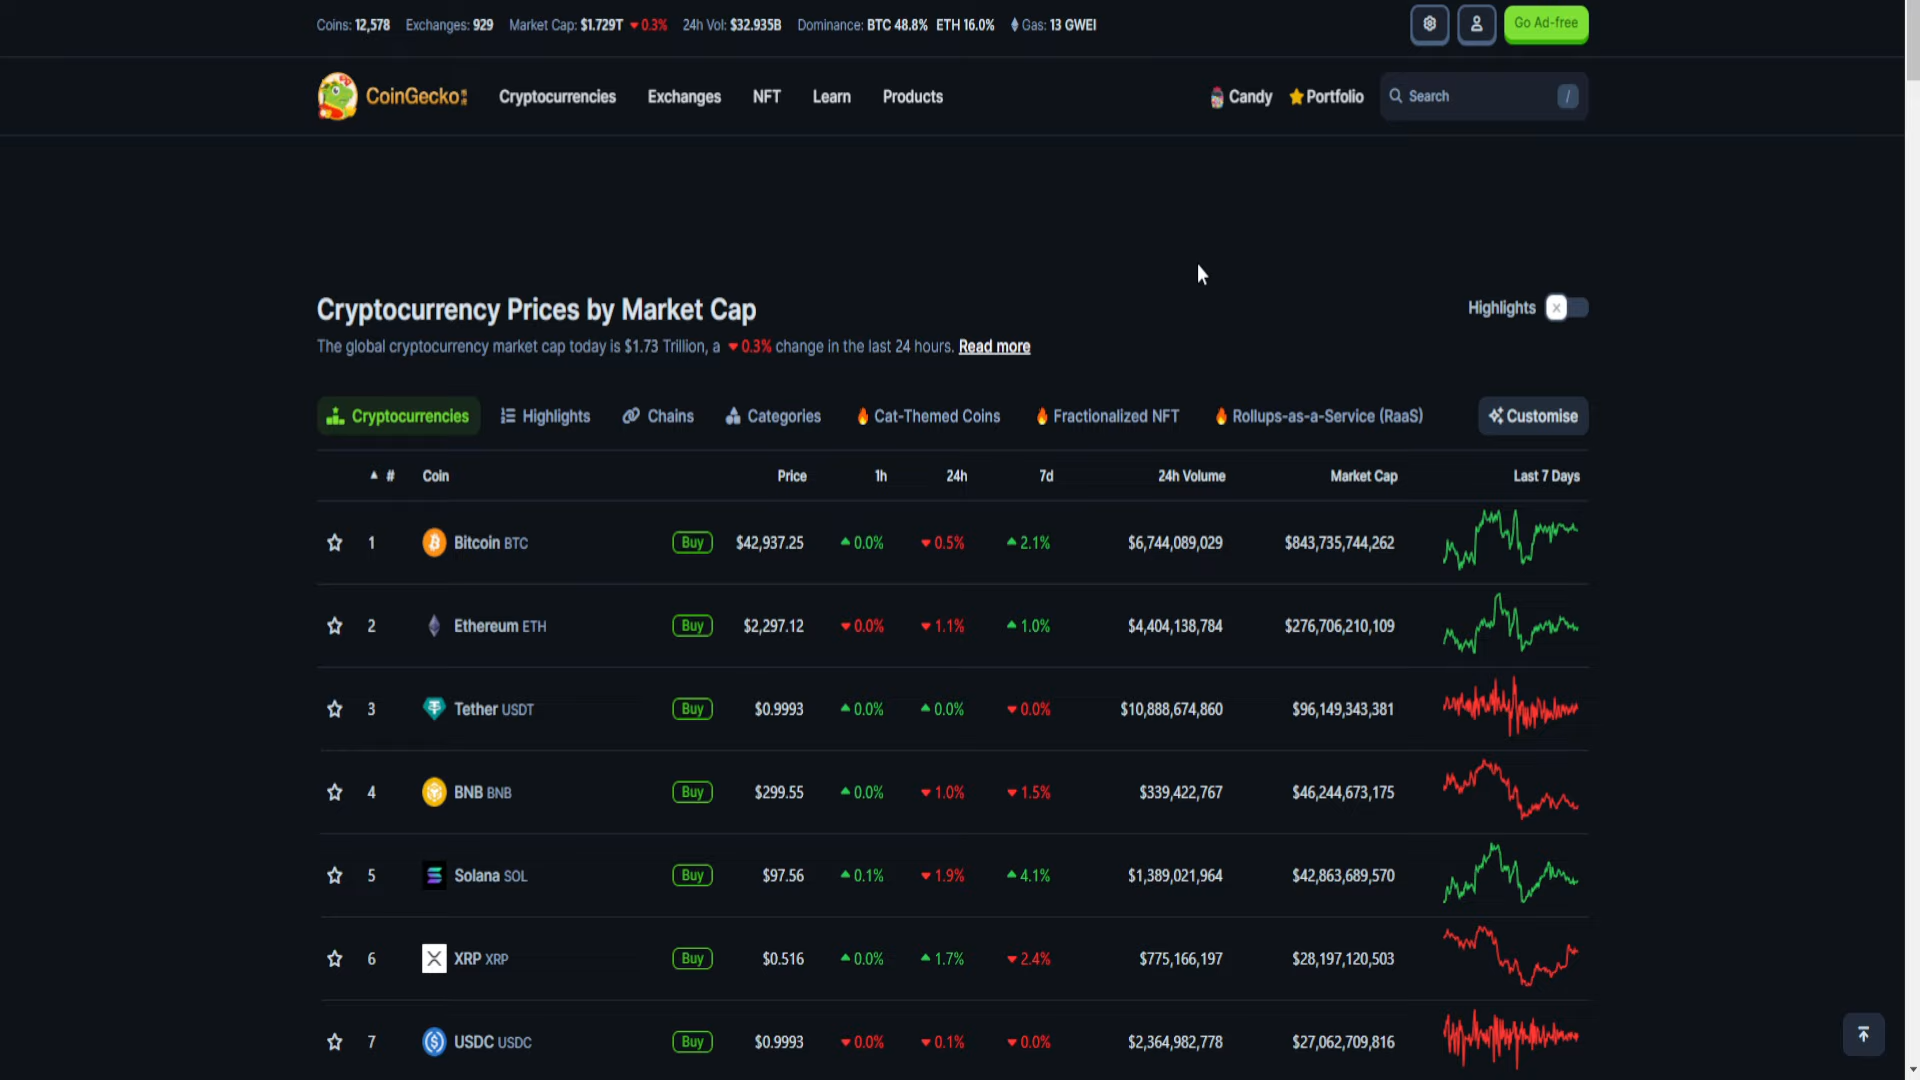 Coins: 12,578 Exchanges: 929 Market Cap: $1.729T 0.3% 24h Vol: $32.935B Dominance: BTC 48.8% ETH 16.0% Gas: 13 GWEI Go Ad-free
CoinGecko Cryptocurrencies Exchanges NFT Learn Products Candy Portfolio Search /
Cryptocurrency Prices by Market Cap Highlights
The global cryptocurrency market cap today is $1.73 Trillion, a 0.3% change in the last 24 hours. Read more
Cryptocurrencies Highlights Chains Categories Cat-Themed Coins Fractionalized NFT Rollups-as-a-Service (RaaS) Customise
# Coin Price 1h 24h 7d 24h Volume Market Cap Last 7 Days
1 Bitcoin BTC Buy $42,937.25 0.0% 0.5% 2.1% $6,744,089,029 $843,735,744,262
2 Ethereum ETH Buy $2,297.12 0.0% 1.1% 1.0% $4,404,138,784 $276,706,210,109
3 Tether USDT Buy $0.9993 0.0% 0.0% 0.0% $10,888,674,860 $96,149,343,381
4 BNB BNB Buy $299.55 0.0% 1.0% 1.5% $339,422,767 $46,244,673,175
5 Solana SOL Buy $97.56 0.1% 1.9% 4.1% $1,389,021,964 $42,863,689,570
6 XRP XRP Buy $0.516 0.0% 1.7% 2.4% $775,166,197 $28,197,120,503
7 USDC USDC Buy $0.9993 0.0% 0.1% 0.0% $2,364,982,778 $27,062,709,816